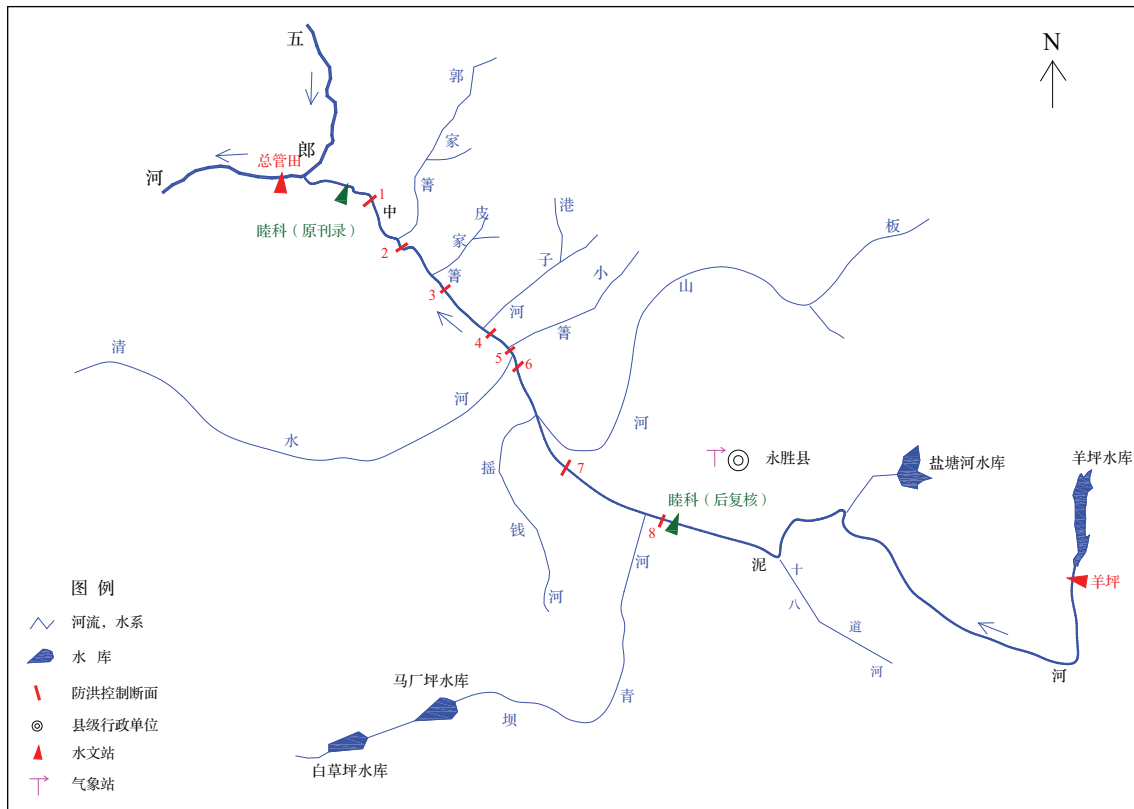 N
五
郎
河
总管田
睦科（原刊录）
中
郭
家
箐
皮
家
箐
港
子
河
小
箐
板
山
河
清
水
河
1
2
3
4
5
6
7
8
摇
钱
河
永胜县
盐塘河水库
羊坪水库
睦科（后复核）
羊坪
泥
河
十
八
道
河
河
青
坝
马厂坪水库
白草坪水库
图 例
河流，水系
水 库
防洪控制断面
县级行政单位
水文站
气象站